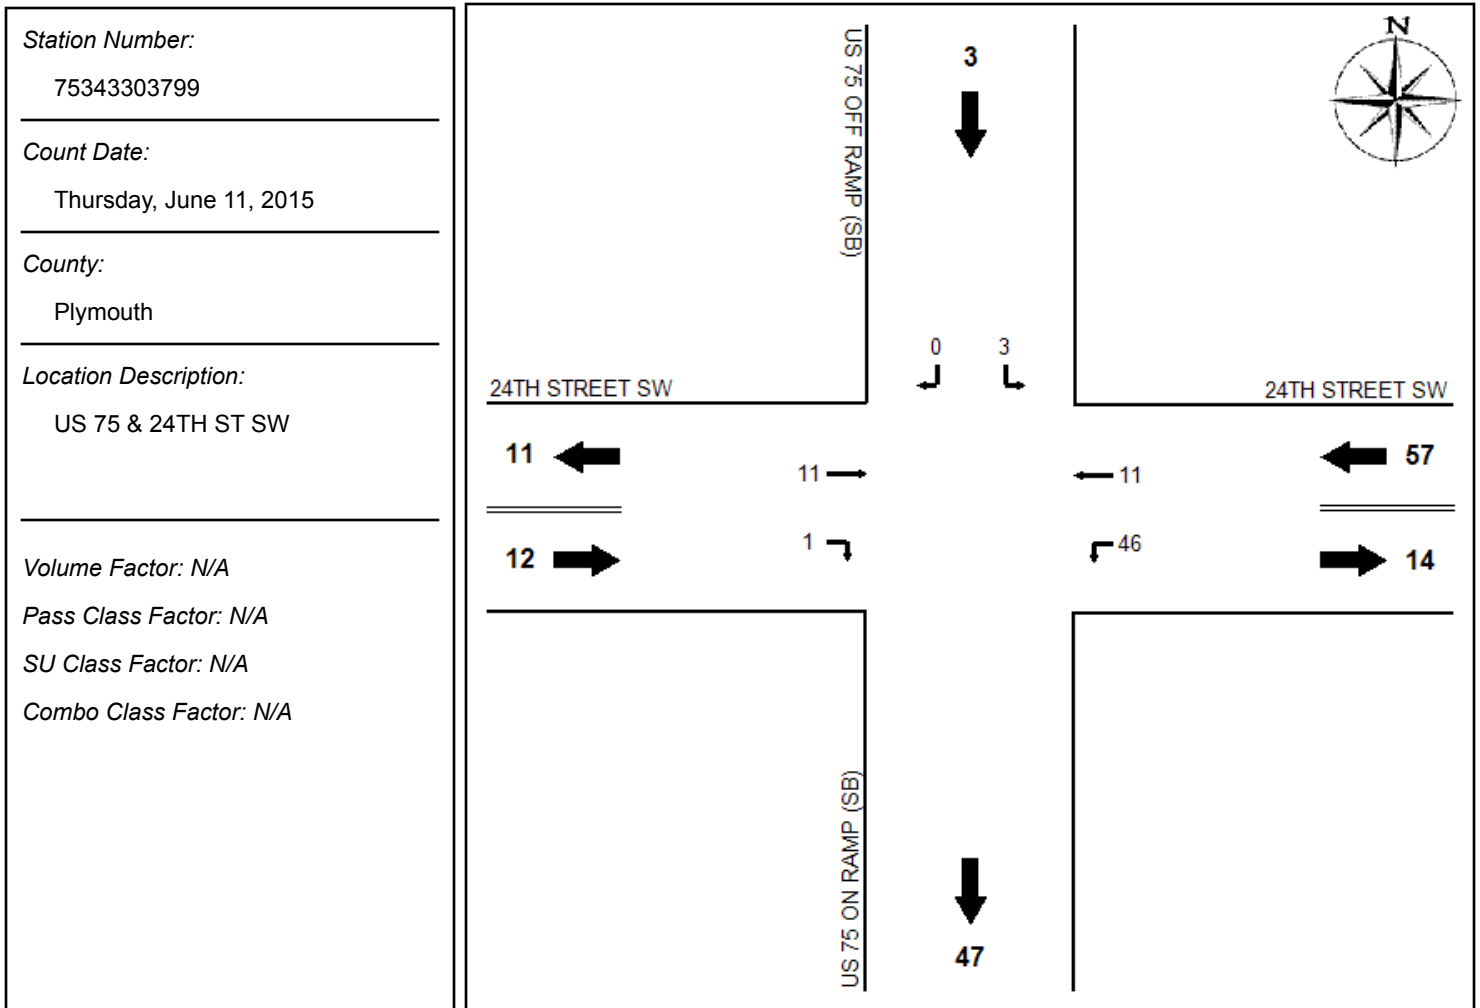 Station Number:
75343303799
Count Date:
Thursday, June 11, 2015
County:
Plymouth
Location Description:
US 75 & 24TH ST SW
Volume Factor: N/A
Pass Class Factor: N/A
SU Class Factor: N/A
Combo Class Factor: N/A
N
US 75 OFF RAMP (SB)
3
0 3
24TH STREET SW
24TH STREET SW
11
57
11
11
1
46
12
14
US 75 ON RAMP (SB)
47